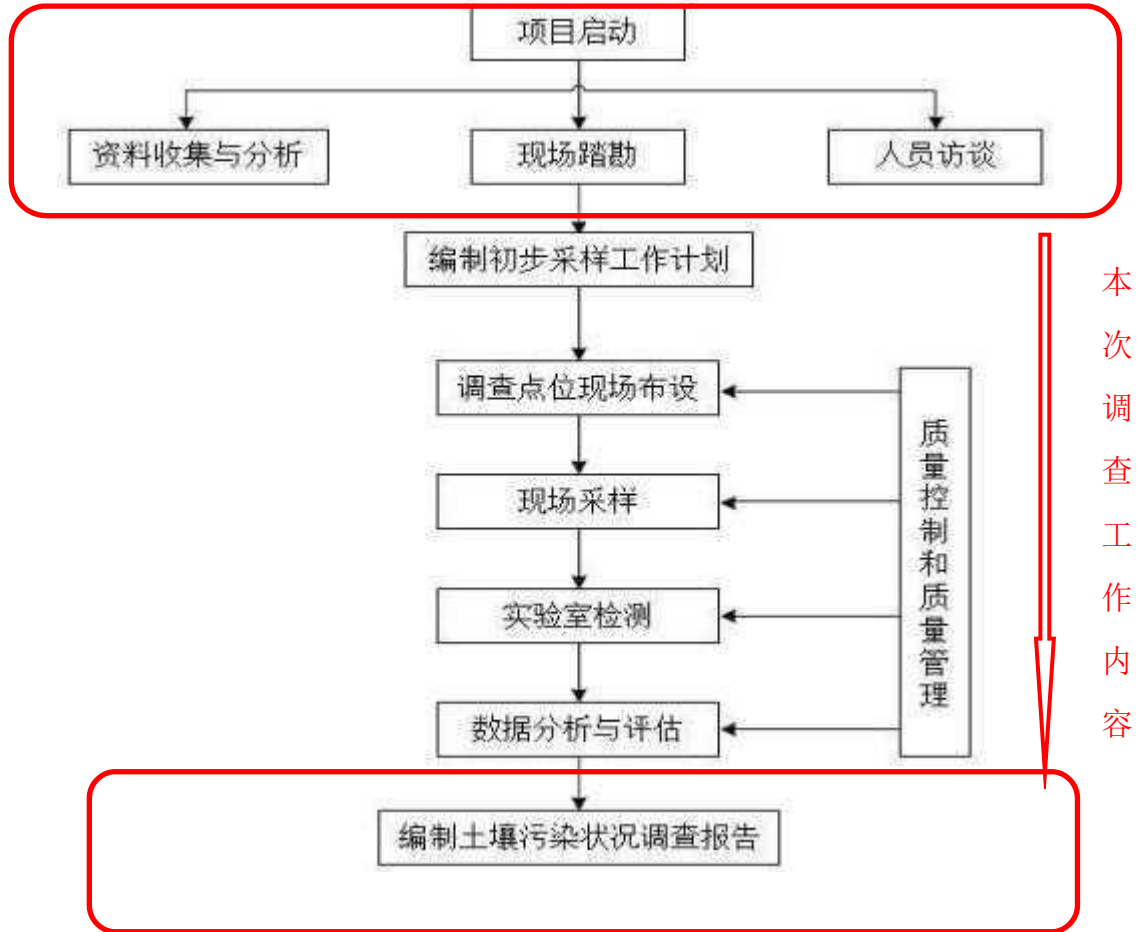 项目启动
资料收集与分析
现场踏勘
人员访谈
编制初步采样工作计划
调查点位现场布设
现场采样
实验室检测
数据分析与评估
编制土壤污染状况调查报告
质量控制和质量管理
本次调查工作内容